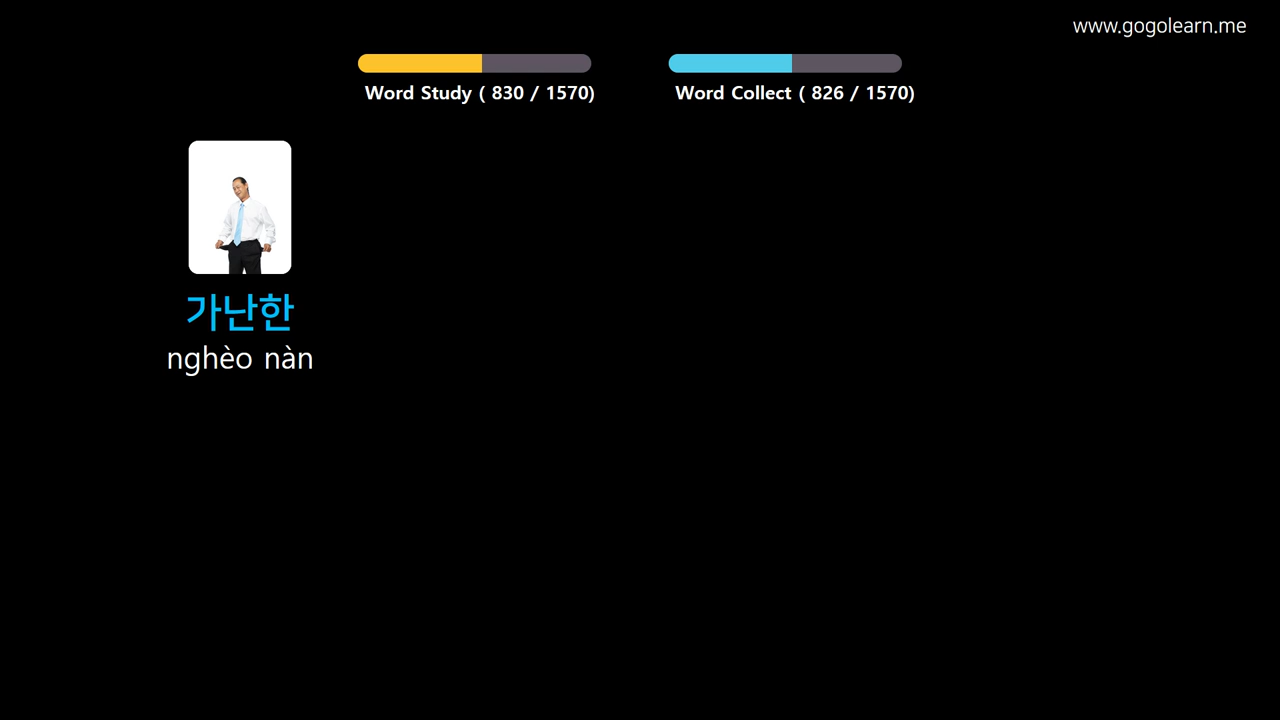 www.gogolearn.me
Word Study ( 830 / 1570)
Word Collect ( 826 / 1570)
가난한
nghèo nàn